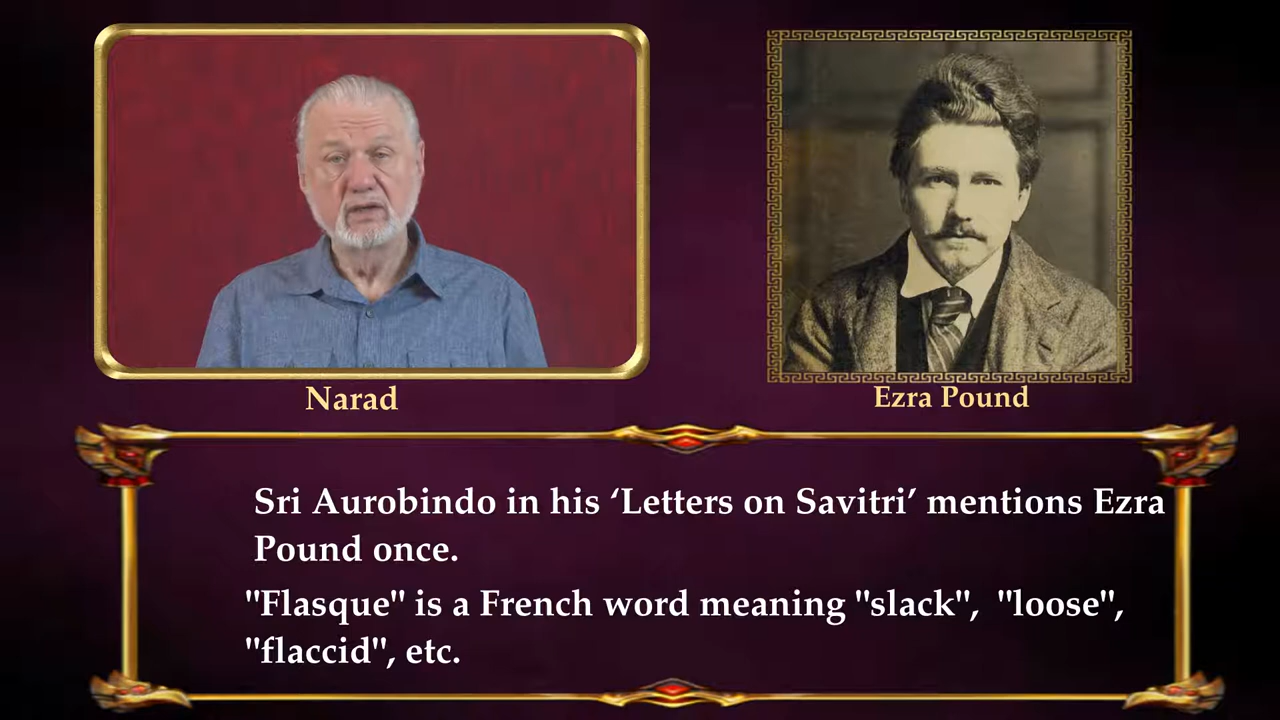 Narad
Ezra Pound
Sri Aurobindo in his ‘Letters on Savitri’ mentions Ezra
Pound once.
"Flasque" is a French word meaning "slack", "loose",
"flaccid", etc.